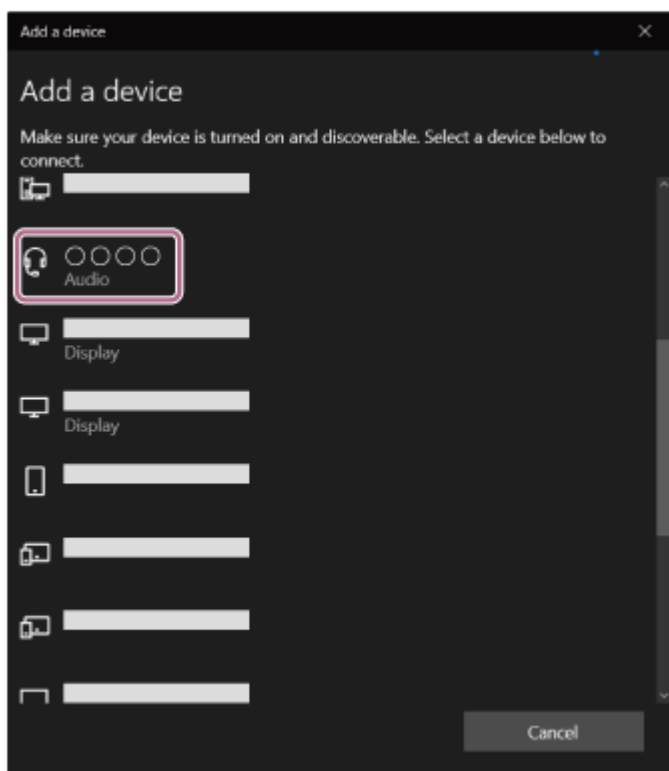 Add a device
Add a device
Make sure your device is turned on and discoverable. Select a device below to
connect.
○○○○
Audio
Display
Display
Cancel